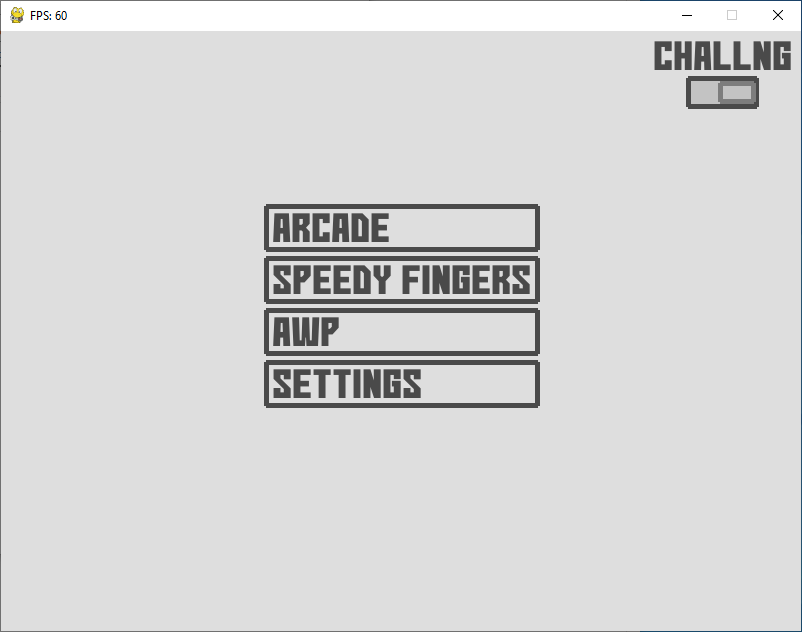 FPS: 60
CHALLNG
ARCADE
SPEEDY FINGERS
AWP
SETTINGS